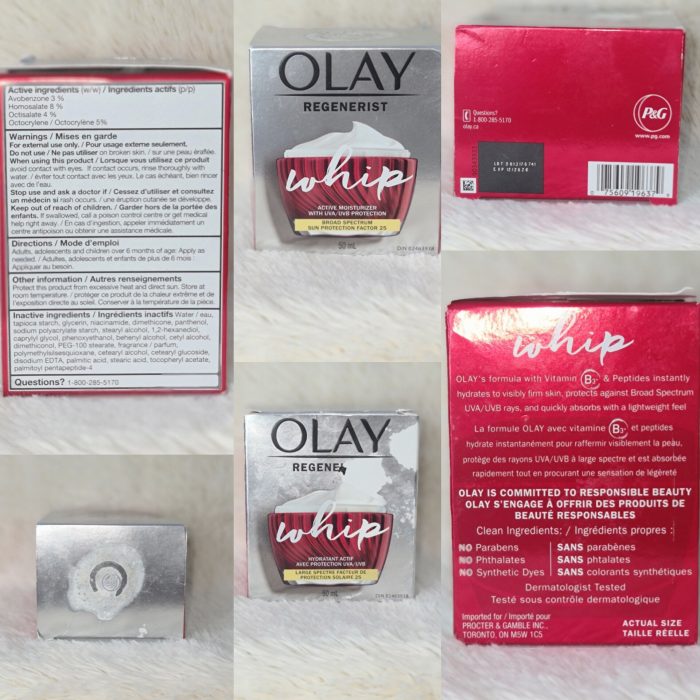 Active ingredients (w/w) / Ingrédients actifs (p/p)
Avobenzone 3 %
Homosalate 8 %
Octisalate 4 %
Octocrylene / Octocrylène 5%
Warnings / Mises en garde
For external use only. / Pour usage externe seulement.
Do not use / Ne pas utiliser on broken skin. / sur une peau éraflée.
When using this product / Lorsque vous utilisez ce produit
avoid contact with eyes. If contact occurs, rinse thoroughly with
water. / éviter tout contact avec les yeux. Le cas échéant, bien rincer
avec de l'eau.
Stop use and ask a doctor if / Cessez d'utiliser et consultez
un médecin si rash occurs. / une éruption cutanée se développe.
Keep out of reach of children. / Garder hors de la portée des
enfants. If swallowed, call a poison control centre or get medical
help right away. / En cas d'ingestion, appeler immédiatement un
centre antipoison ou obtenir une assistance médicale.
Directions / Mode d'emploi
Adults, adolescents and children over 6 months of age: Apply as
needed. / Adultes, adolescents et enfants de plus de 6 mois :
Appliquer au besoin.
Other information / Autres renseignements
Protect this product from excessive heat and direct sun. Store at
room temperature. / protéger ce produit de la chaleur extrême et de
l'exposition directe au soleil. Conserver à la température de la pièce.
Inactive ingredients / Ingrédients inactifs Water / eau,
tapioca starch, glycerin, niacinamide, dimethicone, panthenol,
sodium polyacrylate starch, stearyl alcohol, 1,2-hexanediol,
caprylyl glycol, phenoxyethanol, behenyl alcohol, cetyl alcohol,
dimethiconol, PEG-100 stearate, fragrance / parfum,
polymethylsilsesquioxane, cetearyl alcohol, cetearyl glucoside,
disodium EDTA, palmitic acid, stearic acid, tocopheryl acetate,
palmitoyl pentapeptide-4
Questions? 1-800-285-5170
OLAY
REGENERIST
whip
ACTIVE MOISTURIZER
WITH UVA/UVB PROTECTION
BROAD SPECTRUM
SUN PROTECTION FACTOR 25
50 mL
DIN 02463938
Questions?
1-800-285-5170
olay.ca
P&G
www.pg.com
EXP 12/2026
75609 19637
OLAY
REGENE
whip
HYDRATANT ACTIF
AVEC PROTECTION UVA/UVB
LARGE SPECTRE FACTEUR DE
PROTECTION SOLAIRE 25
50 mL
DIN 02463938
whip
OLAY's formula with Vitamin B3 & Peptides instantly
hydrates to visibly firm skin, protects against Broad Spectrum
UVA/UVB rays, and quickly absorbs with a lightweight feel
La formule OLAY avec vitamine B3 et peptides
hydrate instantanément pour raffermir visiblement la peau,
protège des rayons UVA/UVB à large spectre et est absorbée
rapidement tout en procurant une sensation de légèreté
OLAY IS COMMITTED TO RESPONSIBLE BEAUTY
OLAY S'ENGAGE À OFFRIR DES PRODUITS DE
BEAUTÉ RESPONSABLES
Clean Ingredients: / Ingrédients propres :
NO Parabens SANS parabènes
NO Phthalates SANS phtalates
NO Synthetic Dyes SANS colorants synthétiques
Dermatologist Tested
Testé sous contrôle dermatologique
Imported for / Importé pour
PROCTER & GAMBLE INC.,
TORONTO, ON M5W 1C5
ACTUAL SIZE
TAILLE RÉELLE